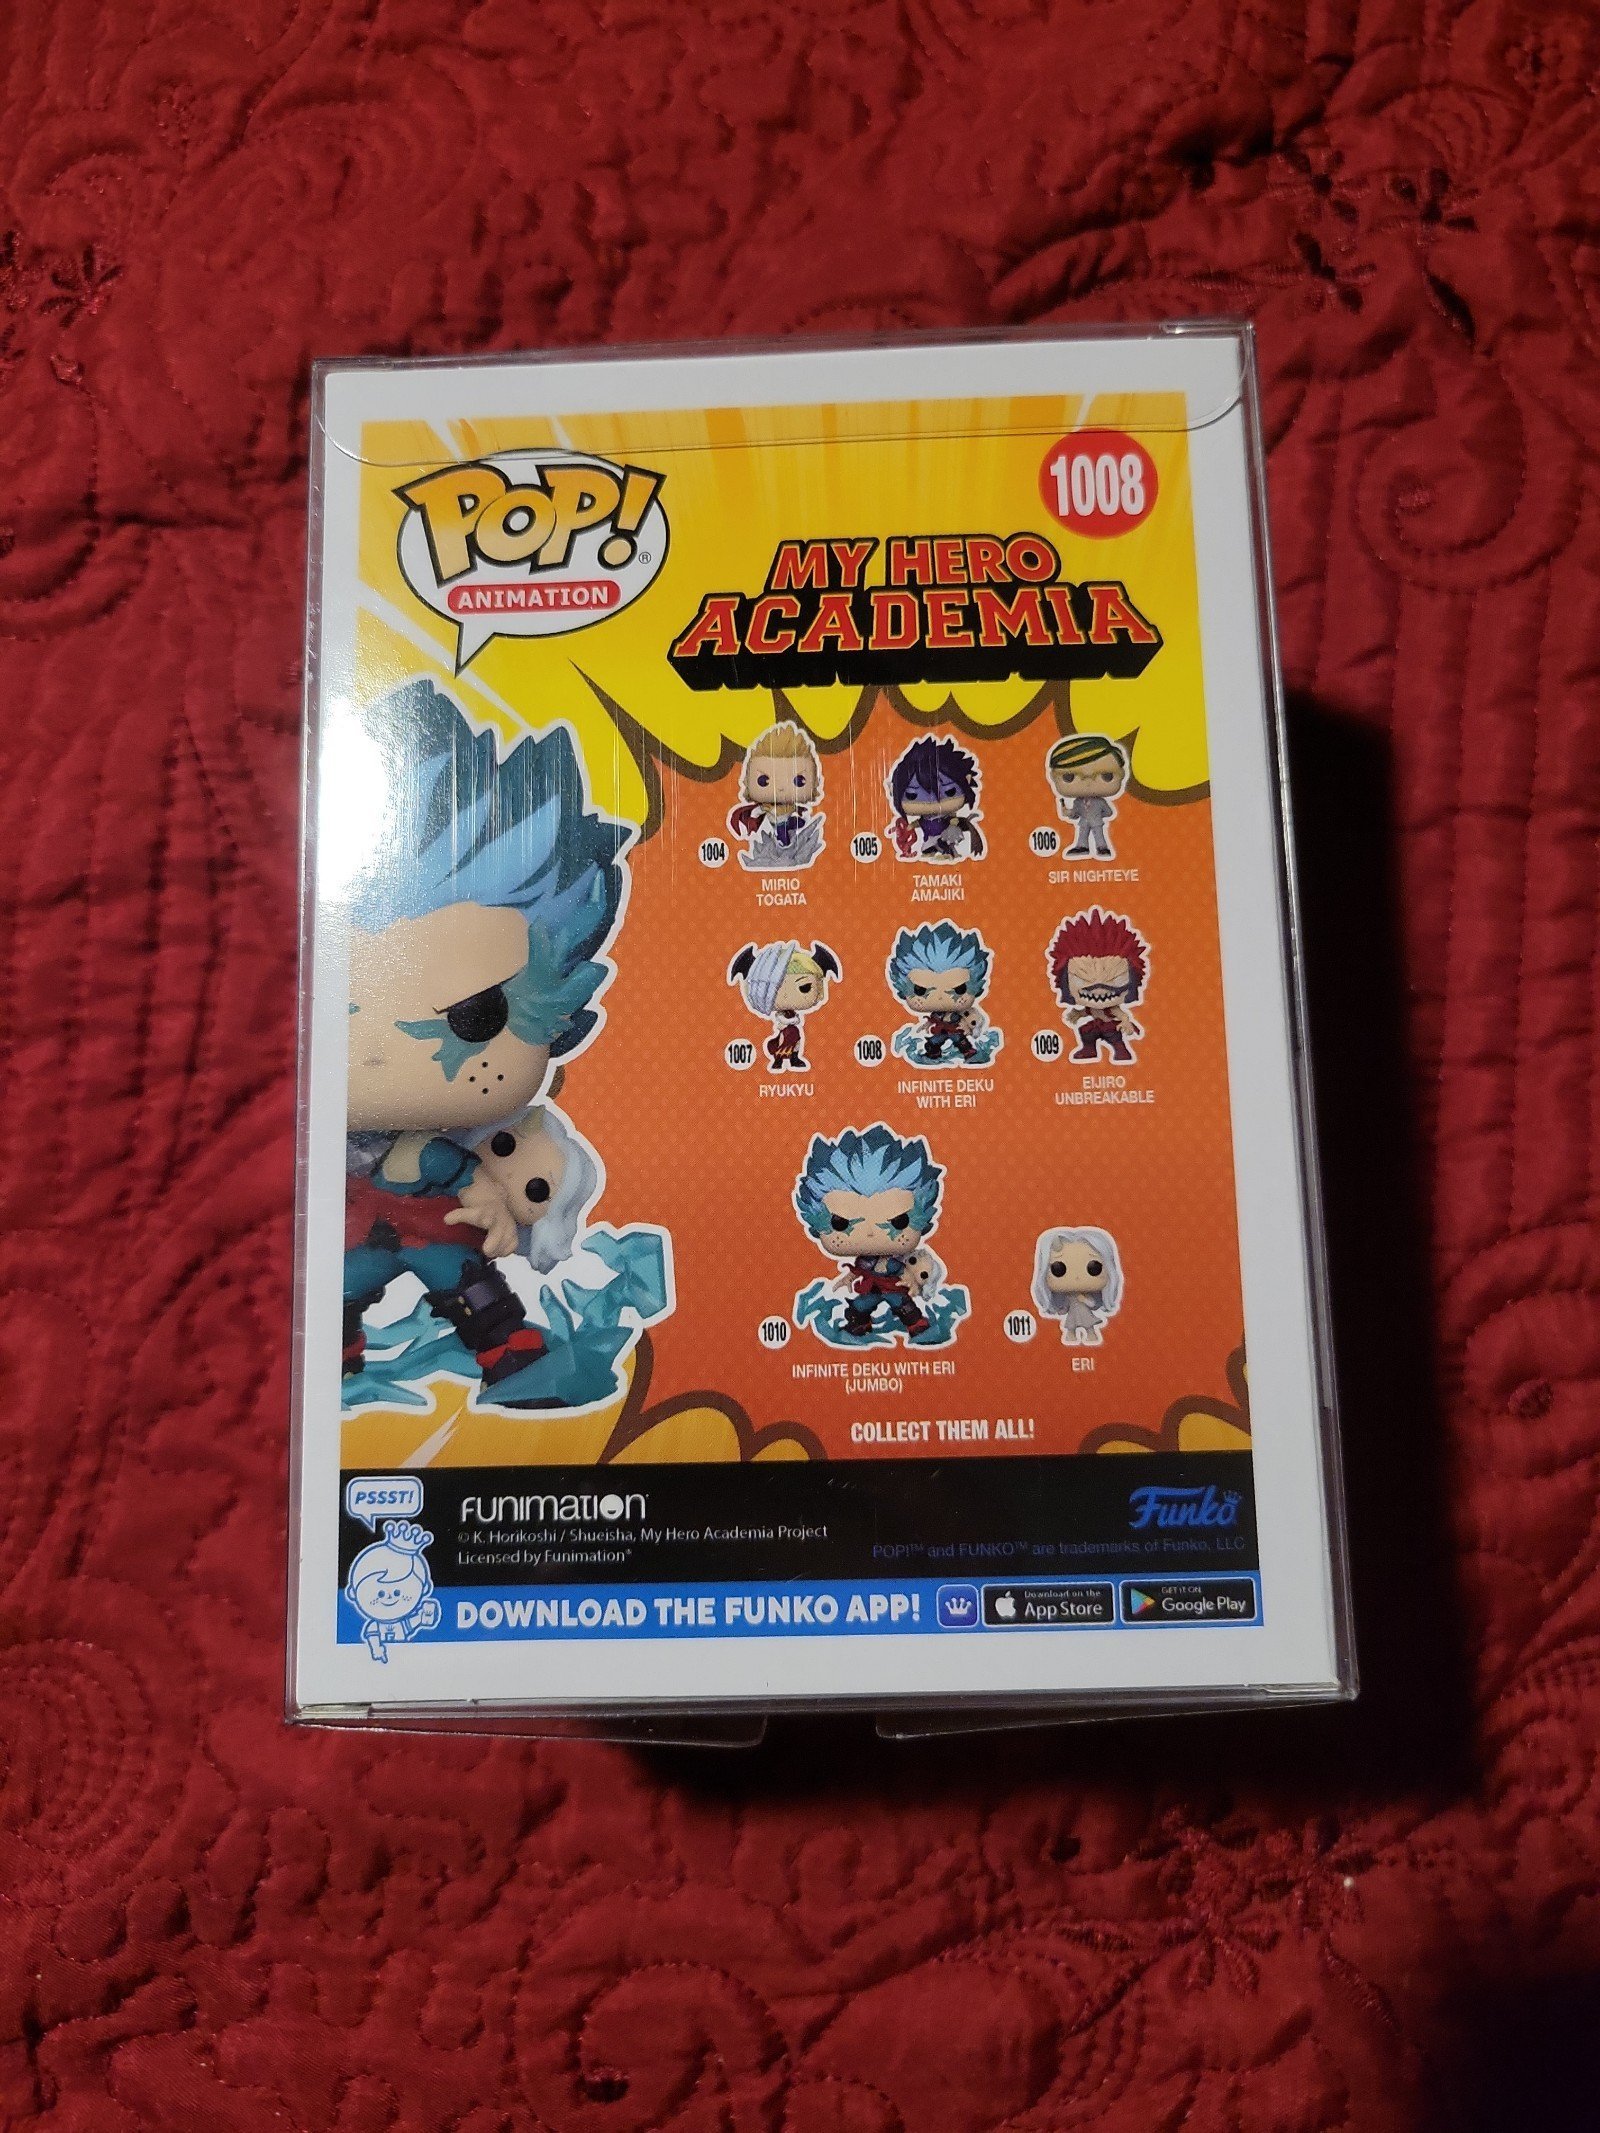 POP!®
ANIMATION
1008
MY HERO
ACADEMIA
1004
MIRIO
TOGATA
1005
TAMAKI
AMAJIKI
1006
SIR NIGHTEYE
1007
RYUKYU
1008
INFINITE DEKU
WITH ERI
1009
EIJIRO
UNBREAKABLE
1010
INFINITE DEKU WITH ERI
(JUMBO)
1011
ERI
COLLECT THEM ALL!
PSSST!
FUNIMATION
© K. Horikoshi / Shueisha, My Hero Academia Project
Licensed by Funimation®
Funko
POP!™ and FUNKO™ are trademarks of Funko, LLC
DOWNLOAD THE FUNKO APP!
Download on the
App Store
GET IT ON
Google Play